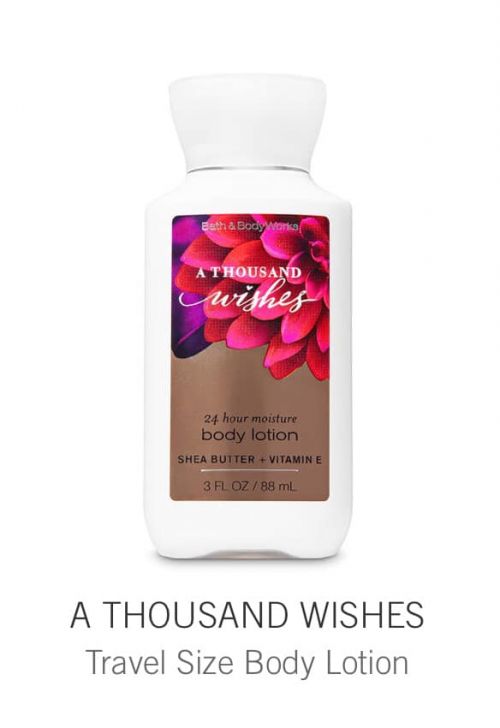 Bath & Body Works
A THOUSAND
wishes
24 hour moisture
body lotion
SHEA BUTTER + VITAMIN E
3 FL OZ / 88 mL
A THOUSAND WISHES
Travel Size Body Lotion